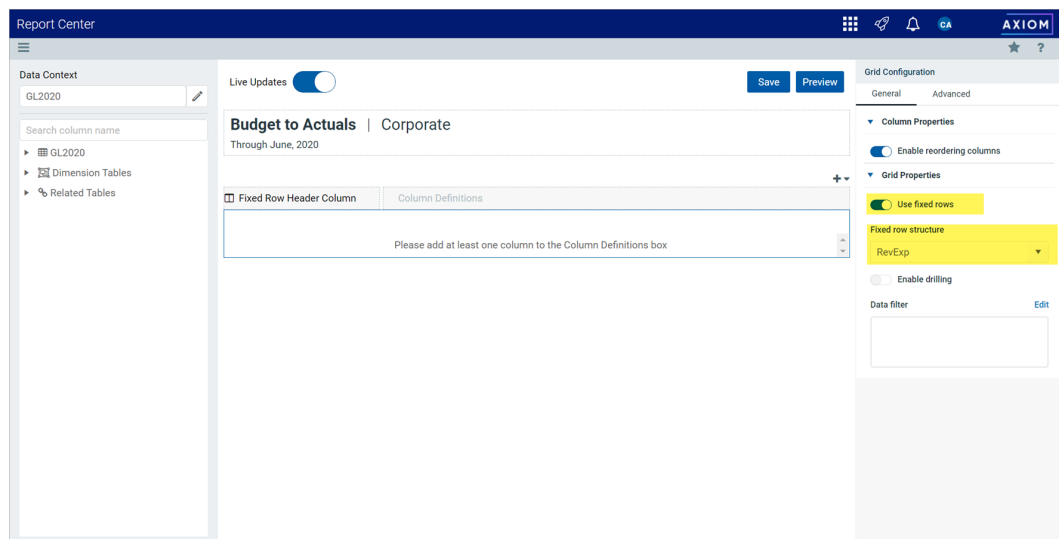 Report Center
CA
AXIOM
?
Data Context
GL2020
Search column name
GL2020
Dimension Tables
Related Tables
Live Updates
Save
Preview
Budget to Actuals | Corporate
Through June, 2020
Fixed Row Header Column
Column Definitions
Please add at least one column to the Column Definitions box
Grid Configuration
General Advanced
Column Properties
Enable reordering columns
Grid Properties
Use fixed rows
Fixed row structure
RevExp
Enable drilling
Data filter Edit